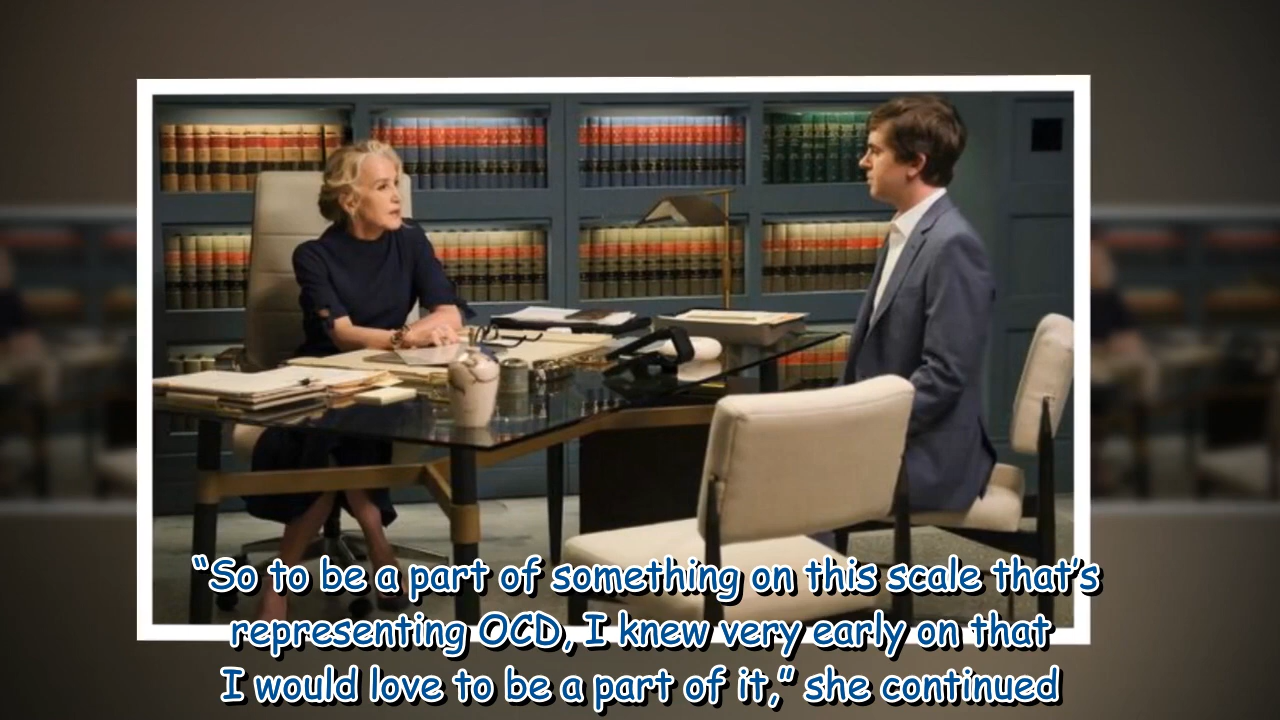 “So to be a part of something on this scale that’s
representing OCD, I knew very early on that
I would love to be a part of it,” she continued